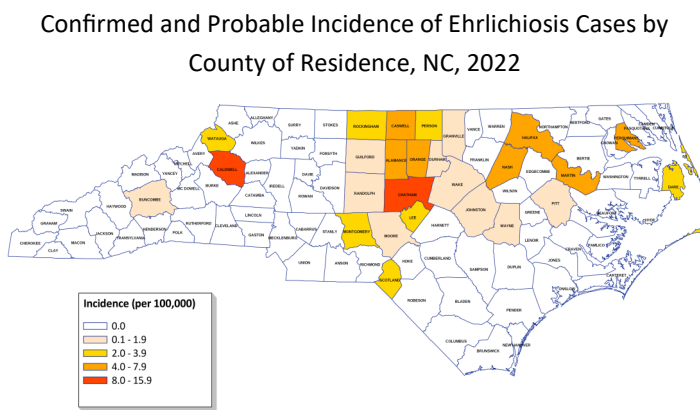 Confirmed and Probable Incidence of Ehrlichiosis Cases by
County of Residence, NC, 2022
ALLEGHANY
ASHE
SURRY
STOKES
ROCKINGHAM
CASWELL
PERSON
GRANVILLE
VANCE
WARREN
HALIFAX
NORTHAMPTON
HERTFORD
GATES
CAMDEN
PASQUOTANK
PERQUIMANS
CHOWAN
WATAUGA
WILKES
YADKIN
FORSYTH
GUILFORD
ALAMANCE
ORANGE
DURHAM
FRANKLIN
NASH
EDGECOMBE
BERTIE
MARTIN
WASHINGTON
TYRRELL
DARE
AVERY
MITCHELL
YANCEY
MADISON
CALDWELL
ALEXANDER
IREDELL
DAVIE
DAVIDSON
RANDOLPH
CHATHAM
WAKE
WILSON
PITT
BEAUFORT
HYDE
BUNCOMBE
MC DOWELL
BURKE
CATAWBA
ROWAN
HAYWOOD
SWAIN
GRAHAM
CHEROKEE
CLAY
MACON
JACKSON
TRANSYLVANIA
HENDERSON
POLK
RUTHERFORD
CLEVELAND
LINCOLN
GASTON
MECKLENBURG
CABARRUS
STANLY
MONTGOMERY
MOORE
LEE
HARNETT
JOHNSTON
WAYNE
GREENE
LENOIR
CRAVEN
PAMLICO
JONES
CARTERET
ONSLOW
UNION
ANSON
RICHMOND
SCOTLAND
HOKE
CUMBERLAND
SAMPSON
DUPLIN
ROBESON
BLADEN
PENDER
COLUMBUS
BRUNSWICK
NEW HANOVER
Incidence (per 100,000)
0.0
0.1 - 1.9
2.0 - 3.9
4.0 - 7.9
8.0 - 15.9